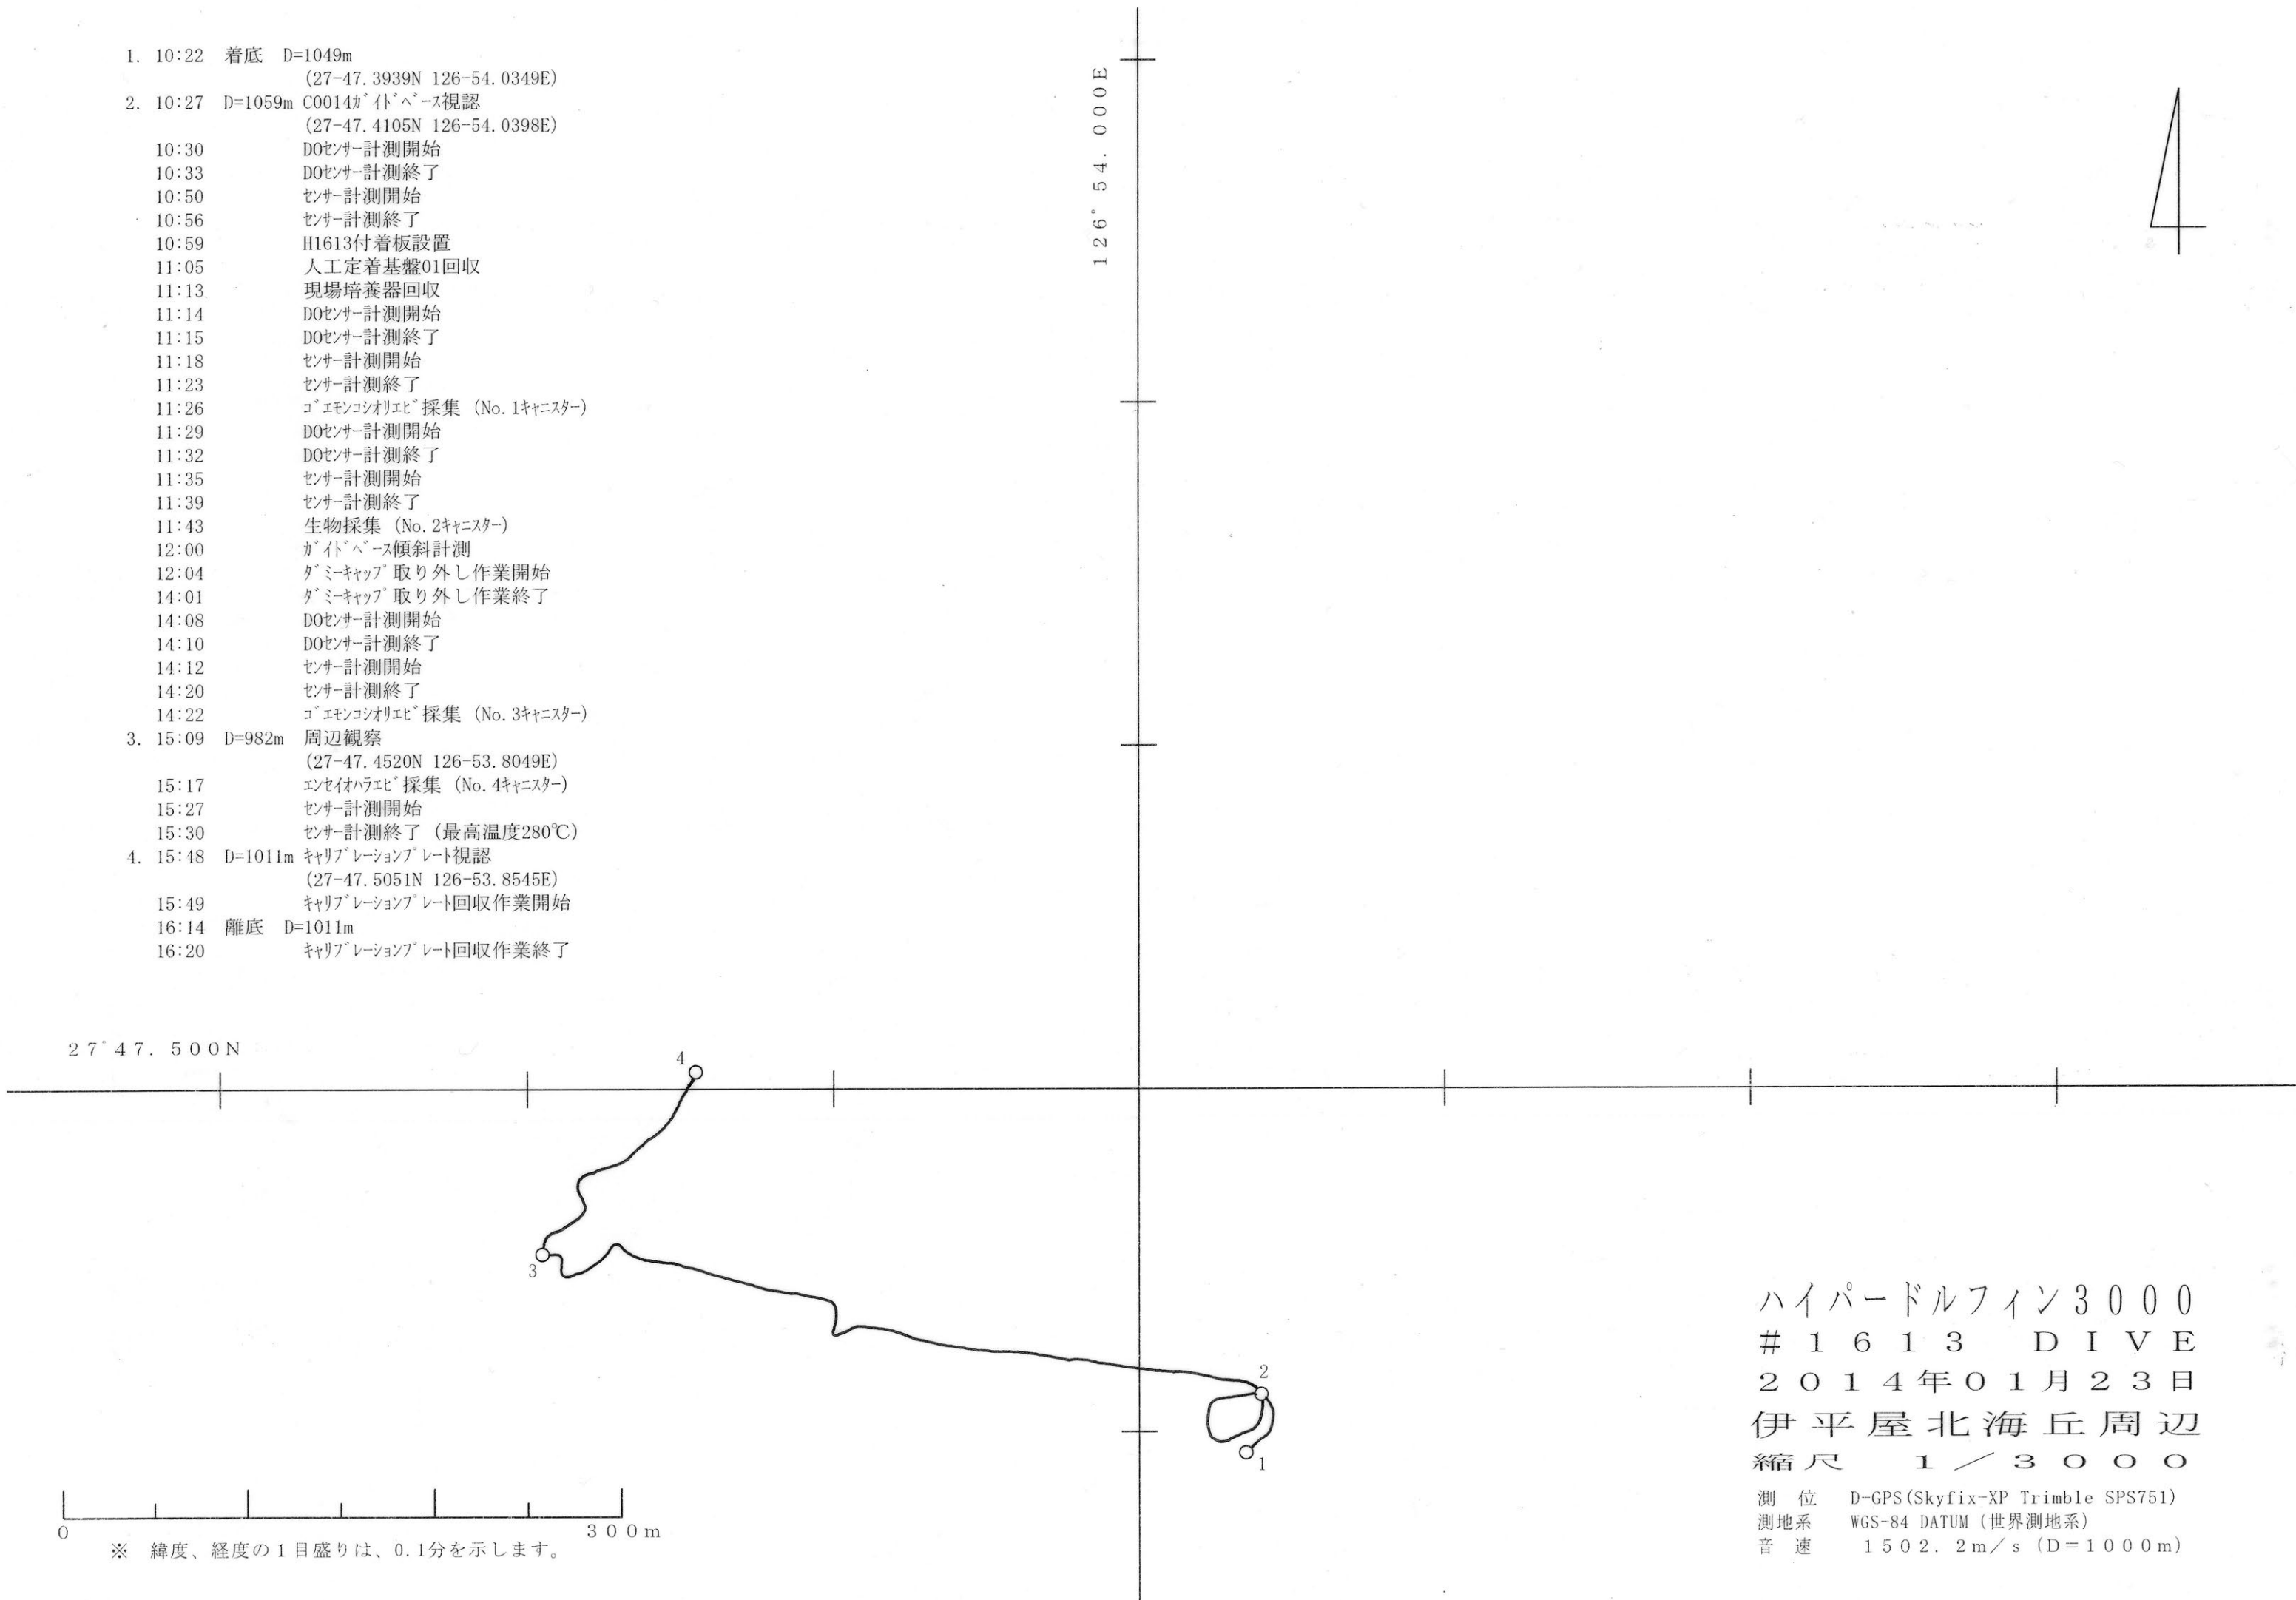 1. 10:22 着底 D=1049m
(27-47.3939N 126-54.0349E)
2. 10:27 D=1059m C0014ｶﾞｲﾄﾞﾍﾞｰｽ視認
(27-47.4105N 126-54.0398E)
10:30 DOｾﾝｻｰ計測開始
10:33 DOｾﾝｻｰ計測終了
10:50 ｾﾝｻｰ計測開始
10:56 ｾﾝｻｰ計測終了
10:59 H1613付着板設置
11:05 人工定着基盤01回収
11:13 現場培養器回収
11:14 DOｾﾝｻｰ計測開始
11:15 DOｾﾝｻｰ計測終了
11:18 ｾﾝｻｰ計測開始
11:23 ｾﾝｻｰ計測終了
11:26 ｺﾞｴﾓﾝｺｼｵﾘｴﾋﾞ採集 (No.1ｷｬﾆｽﾀｰ)
11:29 DOｾﾝｻｰ計測開始
11:32 DOｾﾝｻｰ計測終了
11:35 ｾﾝｻｰ計測開始
11:39 ｾﾝｻｰ計測終了
11:43 生物採集 (No.2ｷｬﾆｽﾀｰ)
12:00 ｶﾞｲﾄﾞﾍﾞｰｽ傾斜計測
12:04 ﾀﾞﾐｰｷｬｯﾌﾟ取り外し作業開始
14:01 ﾀﾞﾐｰｷｬｯﾌﾟ取り外し作業終了
14:08 DOｾﾝｻｰ計測開始
14:10 DOｾﾝｻｰ計測終了
14:12 ｾﾝｻｰ計測開始
14:20 ｾﾝｻｰ計測終了
14:22 ｺﾞｴﾓﾝｺｼｵﾘｴﾋﾞ採集 (No.3ｷｬﾆｽﾀｰ)
3. 15:09 D=982m 周辺観察
(27-47.4520N 126-53.8049E)
15:17 ｴﾝｾｲｵﾊﾗｴﾋﾞ採集 (No.4ｷｬﾆｽﾀｰ)
15:27 ｾﾝｻｰ計測開始
15:30 ｾﾝｻｰ計測終了 (最高温度280℃)
4. 15:48 D=1011m ｷｬﾘﾌﾞﾚｰｼｮﾝﾌﾟﾚｰﾄ視認
(27-47.5051N 126-53.8545E)
15:49 ｷｬﾘﾌﾞﾚｰｼｮﾝﾌﾟﾚｰﾄ回収作業開始
16:14 離底 D=1011m
16:20 ｷｬﾘﾌﾞﾚｰｼｮﾝﾌﾟﾚｰﾄ回収作業終了
126°54.000E
4
27°47.500N
4
3
2
1
ハイパードルフィン3000
#1613 DIVE
2014年01月23日
伊平屋北海丘周辺
縮尺 1/3000
測 位 D-GPS(Skyfix-XP Trimble SPS751)
測地系 WGS-84 DATUM (世界測地系)
音 速 1502.2m/s (D=1000m)
0 300m
※ 緯度、経度の1目盛りは、0.1分を示します。